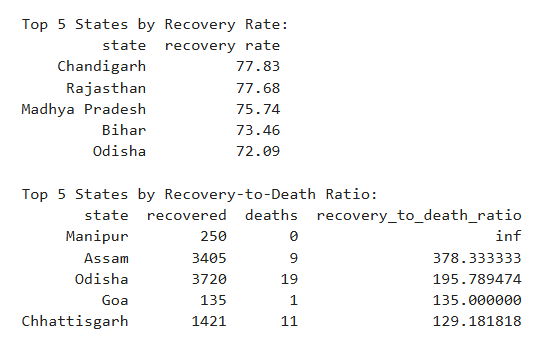 Top 5 States by Recovery Rate:
state recovery rate
Chandigarh 77.83
Rajasthan 77.68
Madhya Pradesh 75.74
Bihar 73.46
Odisha 72.09
Top 5 States by Recovery-to-Death Ratio:
state recovered deaths recovery_to_death_ratio
Manipur 250 0 inf
Assam 3405 9 378.333333
Odisha 3720 19 195.789474
Goa 135 1 135.000000
Chhattisgarh 1421 11 129.181818